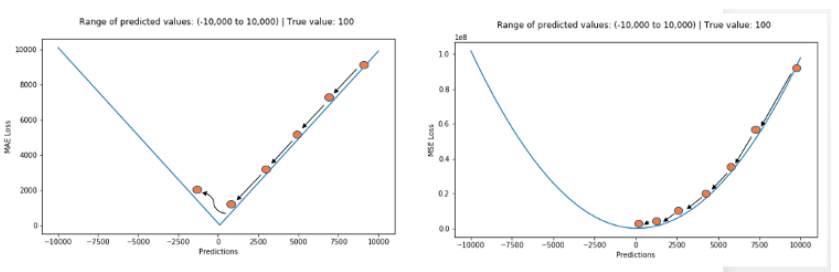 Range of predicted values: (-10,000 to 10,000) | True value: 100
10000
8000
6000
4000
2000
0
MAE Loss
−10000 −7500 −5000 −2500 0 2500 5000 7500 10000
Predictions
Range of predicted values: (-10,000 to 10,000) | True value: 100
1e8
1.0
0.8
0.6
0.4
0.2
0.0
MSE Loss
−10000 −7500 −5000 −2500 0 2500 5000 7500 10000
Predictions